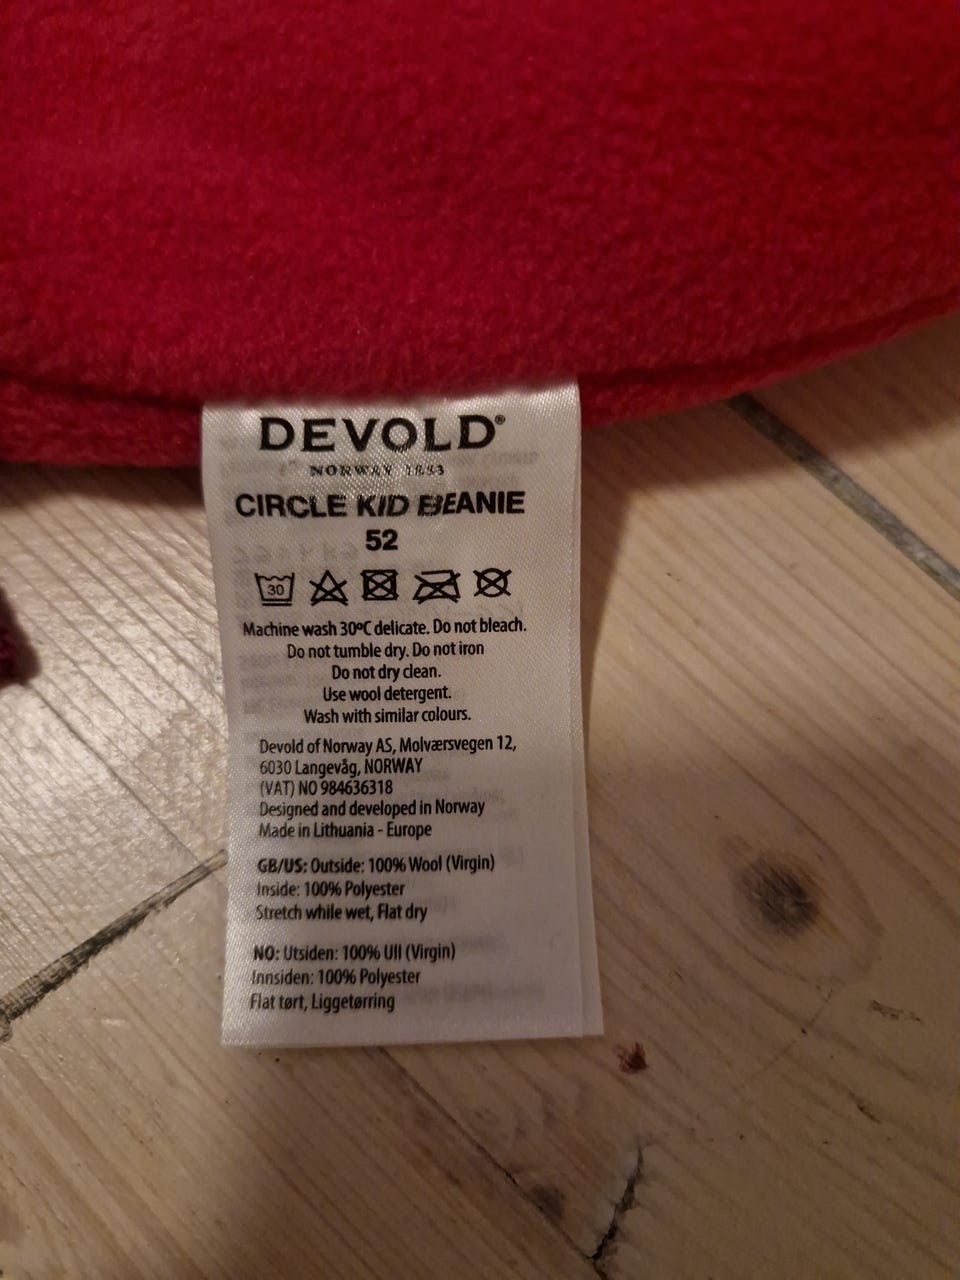 DEVOLD®
NORWAY 1853
CIRCLE KID BEANIE
52
30
Machine wash 30ºC delicate. Do not bleach.
Do not tumble dry. Do not iron
Do not dry clean.
Use wool detergent.
Wash with similar colours.
Devold of Norway AS, Molværsvegen 12,
6030 Langevåg, NORWAY
(VAT) NO 984636318
Designed and developed in Norway
Made in Lithuania - Europe
GB/US: Outside: 100% Wool (Virgin)
Inside: 100% Polyester
Stretch while wet, Flat dry
NO: Utsiden: 100% Ull (Virgin)
Innsiden: 100% Polyester
Flat tørt, Liggetørring